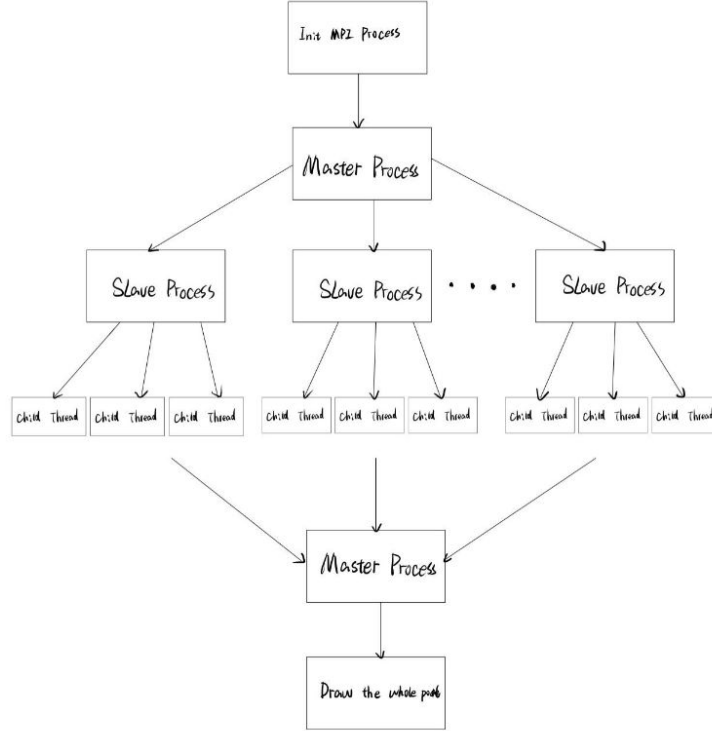 Init MPI Process
Master Process
Slave Process
Slave Process
Slave Process
Child Thread
Child Thread
Child Thread
Child Thread
Child Thread
Child Thread
Child Thread
Child Thread
Child Thread
Master Process
Draw the whole